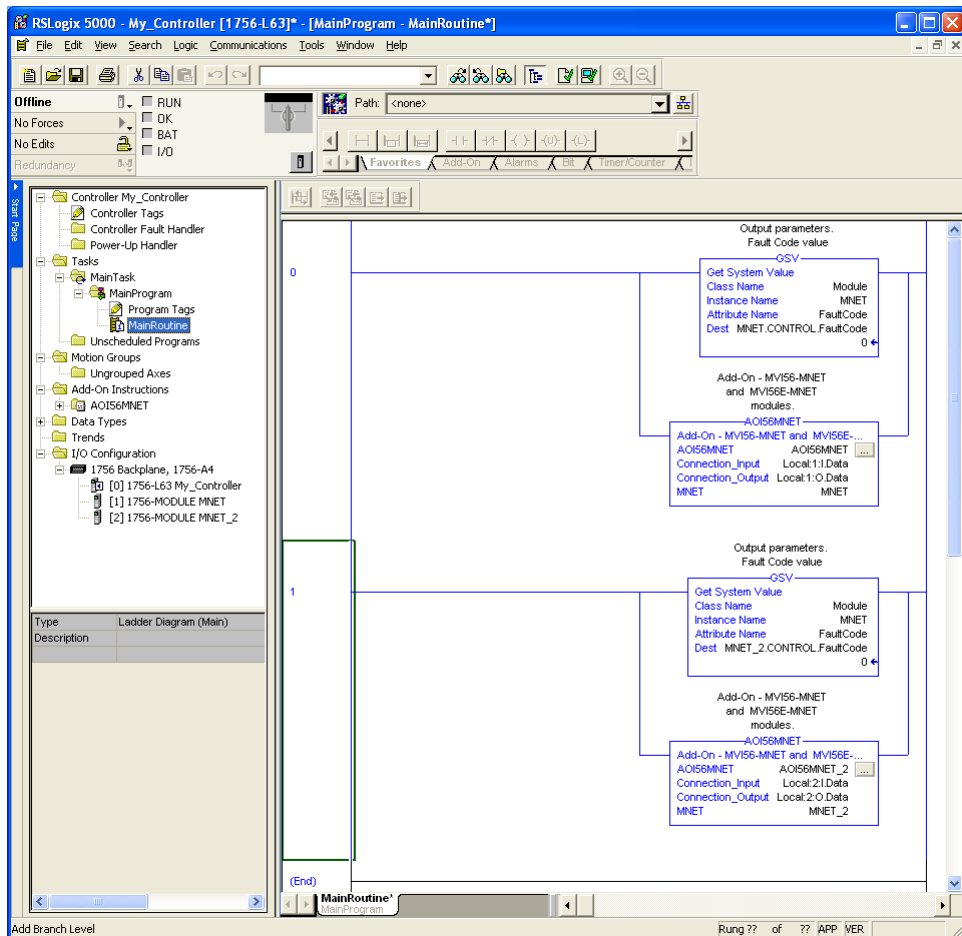 RSLogix 5000 - My_Controller [1756-L63]* - [MainProgram - MainRoutine*]
File Edit View Search Logic Communications Tools Window Help
Offline
RUN
No Forces
OK
No Edits
BAT
Redundancy
I/O
Path: <none>
Favorites Add-On Alarms Bit Timer/Counter
Start Page
Controller My_Controller
Controller Tags
Controller Fault Handler
Power-Up Handler
Tasks
MainTask
MainProgram
Program Tags
MainRoutine
Unscheduled Programs
Motion Groups
Ungrouped Axes
Add-On Instructions
AOI56MNET
Data Types
Trends
I/O Configuration
1756 Backplane, 1756-A4
[0] 1756-L63 My_Controller
[1] 1756-MODULE MNET
[2] 1756-MODULE MNET_2
Type Ladder Diagram (Main)
Description
0
Output parameters.
Fault Code value
GSV
Get System Value
Class Name Module
Instance Name MNET
Attribute Name FaultCode
Dest MNET.CONTROL.FaultCode
0
Add-On - MVI56-MNET
and MVI56E-MNET
modules.
AOI56MNET
Add-On - MVI56-MNET and MVI56E-...
AOI56MNET AOI56MNET ...
Connection_Input Local:1:I.Data
Connection_Output Local:1:O.Data
MNET MNET
1
Output parameters.
Fault Code value
GSV
Get System Value
Class Name Module
Instance Name MNET
Attribute Name FaultCode
Dest MNET_2.CONTROL.FaultCode
0
Add-On - MVI56-MNET
and MVI56E-MNET
modules.
AOI56MNET
Add-On - MVI56-MNET and MVI56E-...
AOI56MNET AOI56MNET_2 ...
Connection_Input Local:2:I.Data
Connection_Output Local:2:O.Data
MNET MNET_2
(End)
MainRoutine*
MainProgram
Add Branch Level
Rung ?? of ?? APP VER